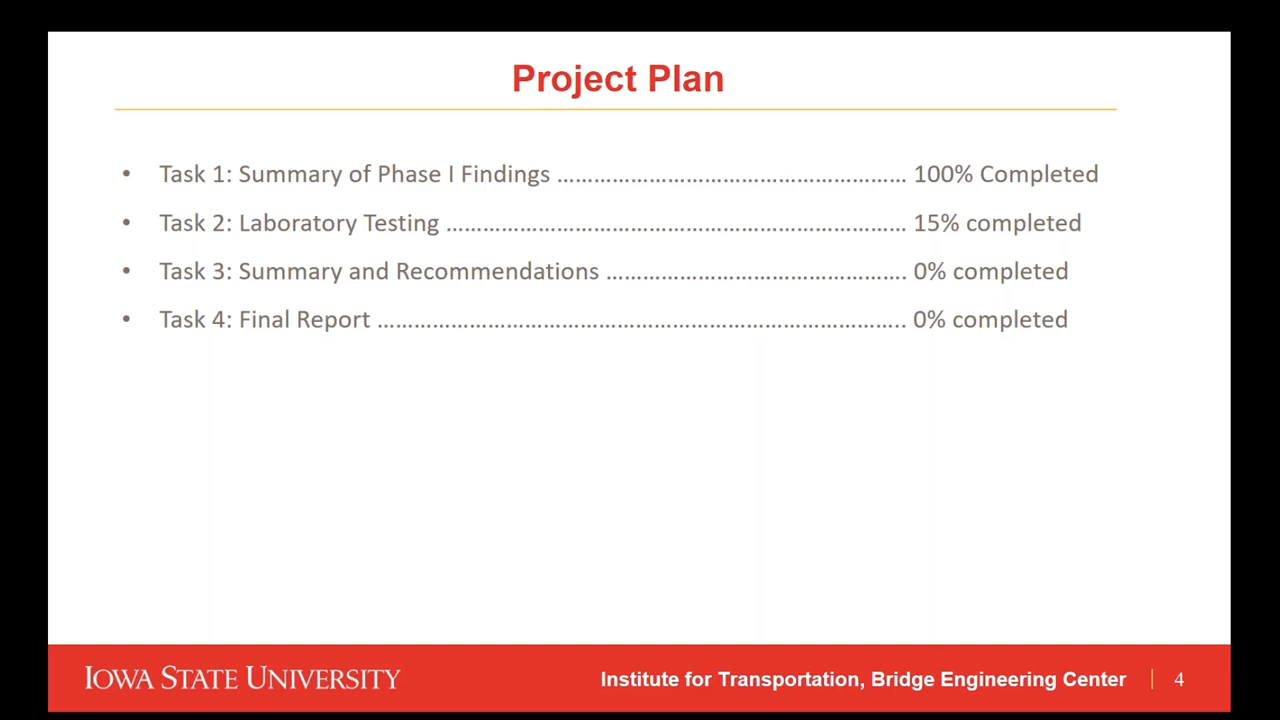 Project Plan
• Task 1: Summary of Phase I Findings ………………………………………………… 100% Completed
• Task 2: Laboratory Testing ………………………………………………………………… 15% completed
• Task 3: Summary and Recommendations …………………………………………. 0% completed
• Task 4: Final Report ………………………………………………………………………….. 0% completed
IOWA STATE UNIVERSITY
Institute for Transportation, Bridge Engineering Center | 4